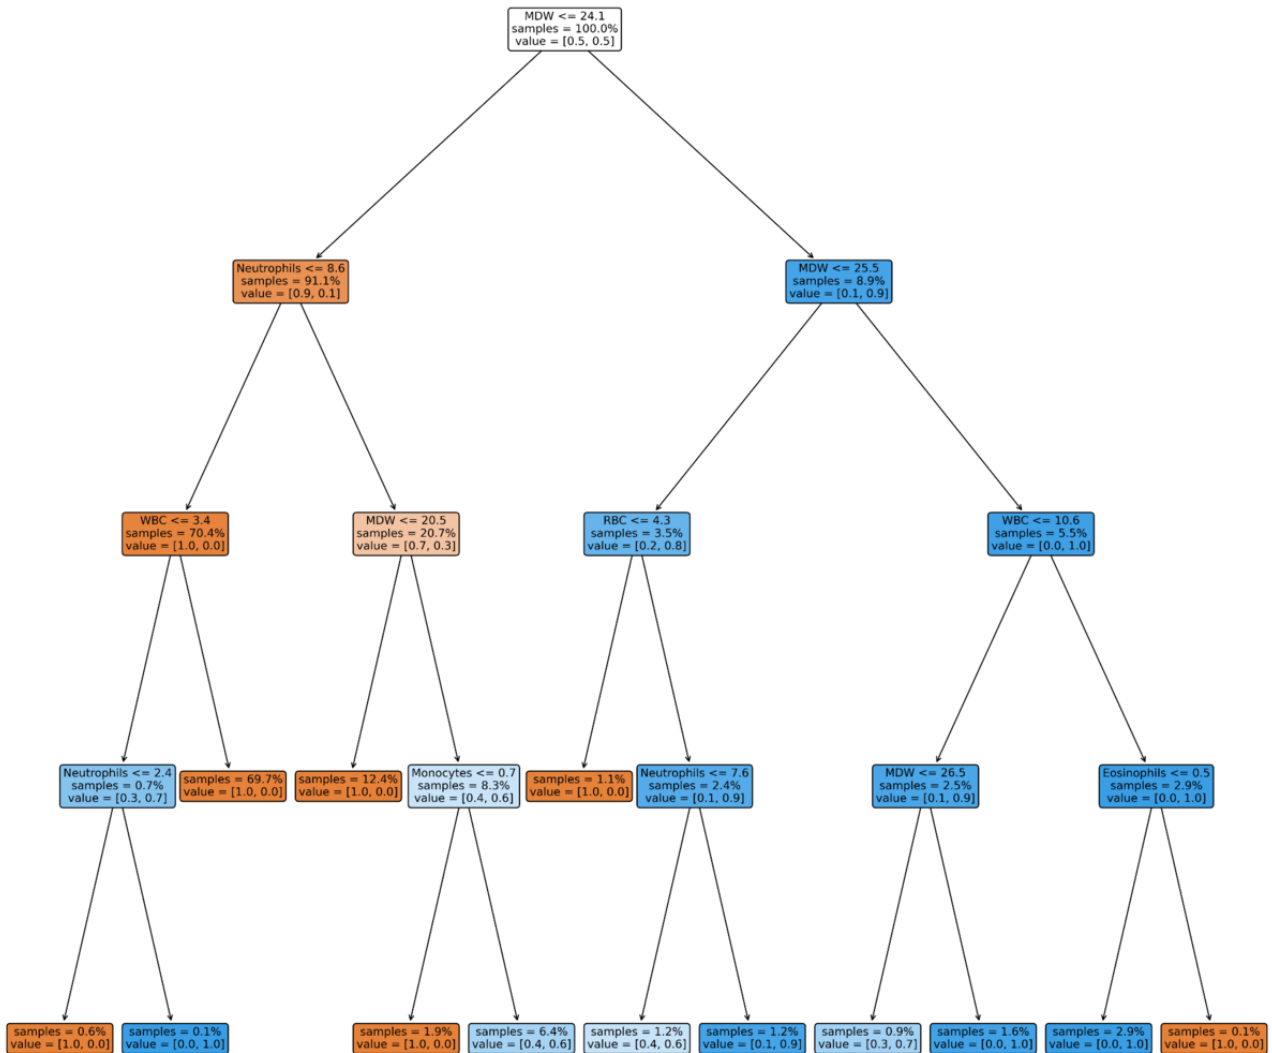 MDW <= 24.1
samples = 100.0%
value = [0.5, 0.5]
Neutrophils <= 8.6
samples = 91.1%
value = [0.9, 0.1]
MDW <= 25.5
samples = 8.9%
value = [0.1, 0.9]
WBC <= 3.4
samples = 70.4%
value = [1.0, 0.0]
MDW <= 20.5
samples = 20.7%
value = [0.7, 0.3]
RBC <= 4.3
samples = 3.5%
value = [0.2, 0.8]
WBC <= 10.6
samples = 5.5%
value = [0.0, 1.0]
Neutrophils <= 2.4
samples = 0.7%
value = [0.3, 0.7]
samples = 69.7%
value = [1.0, 0.0]
samples = 12.4%
value = [1.0, 0.0]
Monocytes <= 0.7
samples = 8.3%
value = [0.4, 0.6]
samples = 1.1%
value = [1.0, 0.0]
Neutrophils <= 7.6
samples = 2.4%
value = [0.1, 0.9]
MDW <= 26.5
samples = 2.5%
value = [0.1, 0.9]
Eosinophils <= 0.5
samples = 2.9%
value = [0.0, 1.0]
samples = 0.6%
value = [1.0, 0.0]
samples = 0.1%
value = [0.0, 1.0]
samples = 1.9%
value = [1.0, 0.0]
samples = 6.4%
value = [0.4, 0.6]
samples = 1.2%
value = [0.4, 0.6]
samples = 1.2%
value = [0.1, 0.9]
samples = 0.9%
value = [0.3, 0.7]
samples = 1.6%
value = [0.0, 1.0]
samples = 2.9%
value = [0.0, 1.0]
samples = 0.1%
value = [1.0, 0.0]